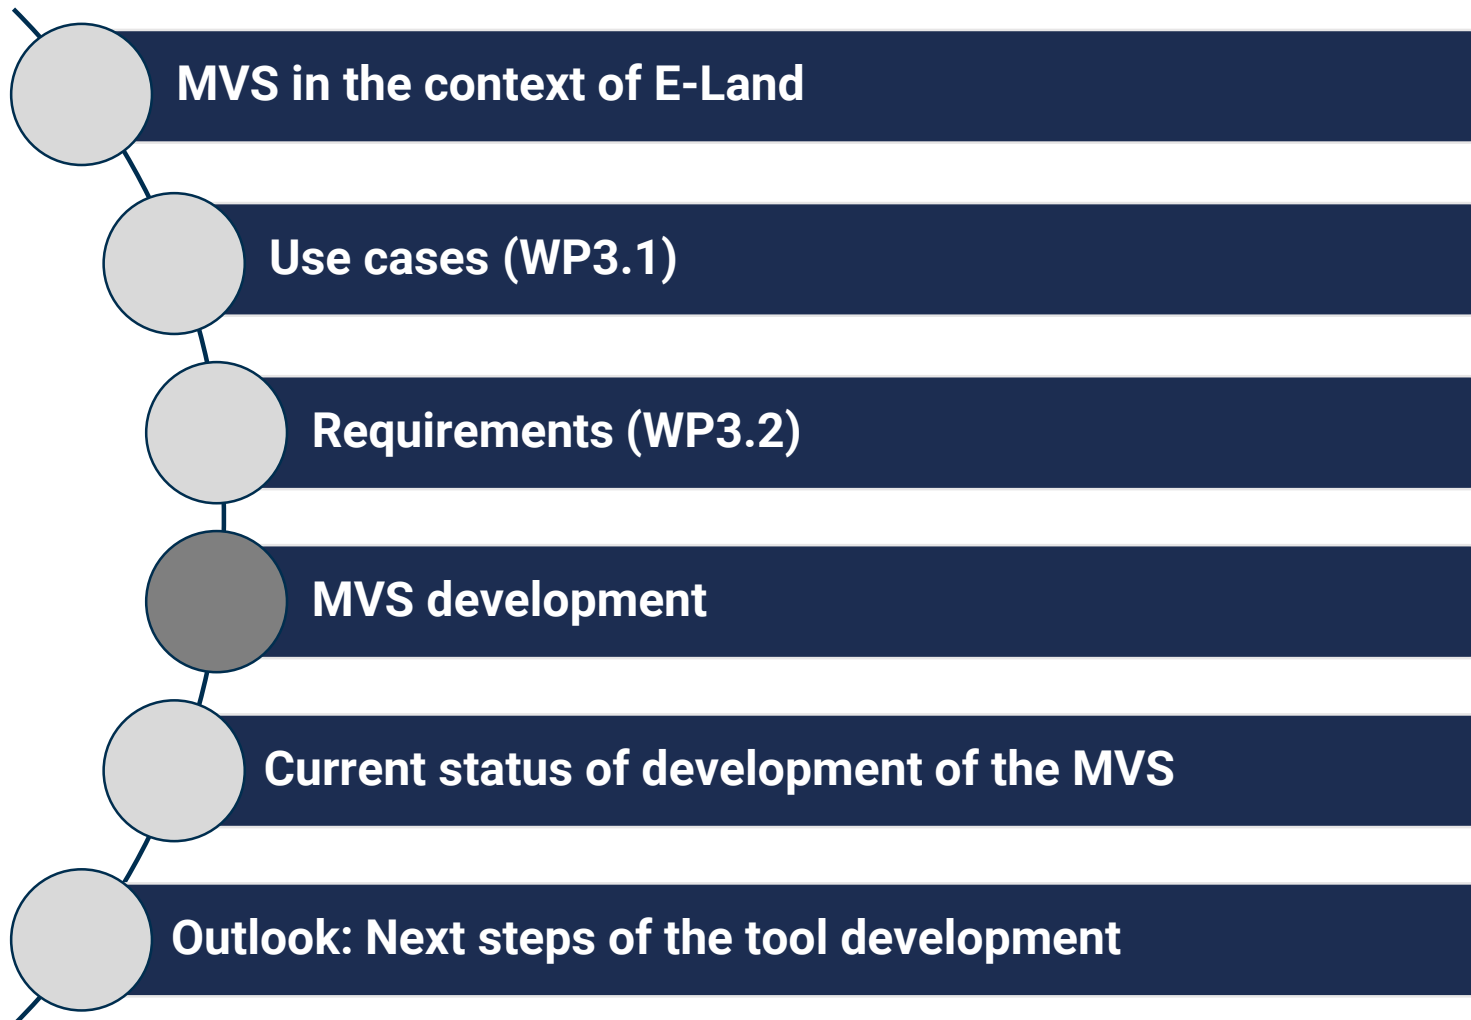 MVS in the context of E-Land
Use cases (WP3.1)
Requirements (WP3.2)
MVS development
Current status of development of the MVS
Outlook: Next steps of the tool development